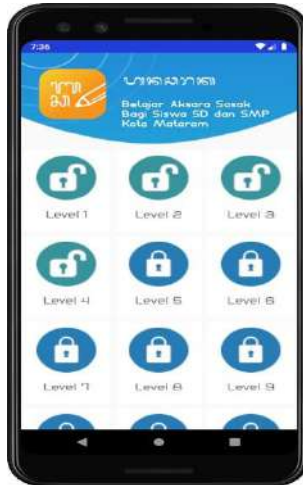 7:36
Belajar Aksara Sasak
Bagi Siswa SD dan SMP
Kota Mataram
Level 1
Level 2
Level 3
Level 4
Level 5
Level 6
Level 7
Level 8
Level 9